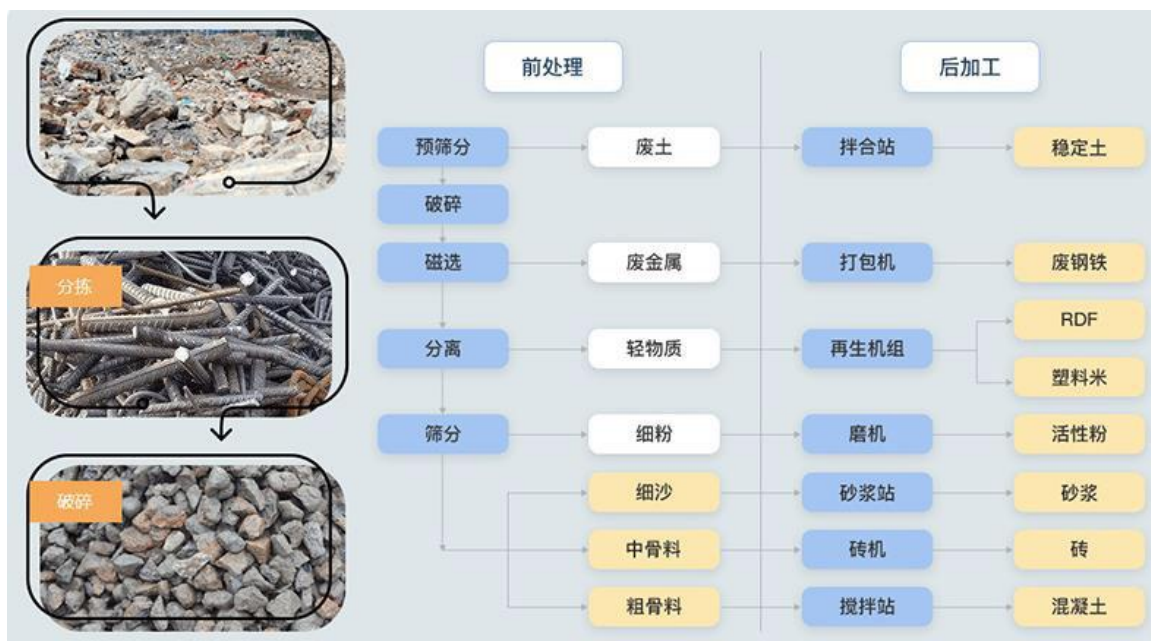 前处理
后加工
预筛分
废土
拌合站
稳定土
破碎
磁选
废金属
打包机
废钢铁
分拣
分离
轻物质
再生机组
RDF
塑料米
筛分
细粉
磨机
活性粉
破碎
细沙
砂浆站
砂浆
中骨料
砖机
砖
粗骨料
搅拌站
混凝土